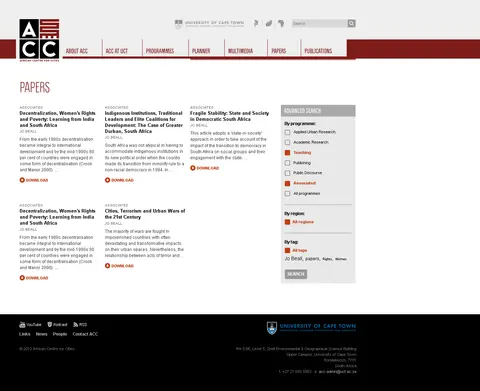 UNIVERSITY OF CAPE TOWN
Search
ACC
AFRICAN CENTRE FOR CITIES
ABOUT ACC
ACC AT UCT
PROGRAMMES
PLANNER
MULTIMEDIA
PAPERS
PUBLICATIONS
PAPERS
ASSOCIATED
Decentralization, Women's Rights
and Poverty: Learning from India
and South Africa
JO BEALL
From the early 1980s decentralisation
became integral to international
development and by the mid-1990s 80
per cent of countries were engaged in
some form of decentralisation (Crook
and Manor 2000). ...
DOWNLOAD
ASSOCIATED
Indigenous Institutions, Traditional
Leaders and Elite Coalitions for
Development: The Case of Greater
Durban, South Africa
JO BEALL
South Africa was not atypical in having to
accommodate indigenous institutions in
its new political order when the country
made its transition from minority rule to a
non-racial democracy in 1994. In ...
DOWNLOAD
ASSOCIATED
Fragile Stability: State and Society
in Democratic South Africa
JO BEALL
This article adopts a 'state-in society'
approach in order to take account of the
impact of the transition to democracy in
South Africa on social groups and their
engagement with the state. ...
DOWNLOAD
ASSOCIATED
Decentralization, Women's Rights
and Poverty: Learning from India
and South Africa
JO BEALL
From the early 1980s decentralisation
became integral to international
development and by the mid-1990s 80
per cent of countries were engaged in
some form of decentralisation (Crook
and Manor 2000). ...
DOWNLOAD
ASSOCIATED
Cities, Terrorism and Urban Wars of
the 21st Century
JO BEALL
The majority of wars are fought in
impoverished countries with often
devastating and transformative impacts
on their urban spaces. Nevertheless, the
relationship between acts of terror and...
DOWNLOAD
ADVANCED SEARCH
By programme:
Applied Urban Research
Academic Research
Teaching
Publishing
Public Discourse
Associated
All programmes
By region:
All regions
By tag:
All tags
Jo Beall, papers, Rights, Women
SEARCH
YouTube
Podcast
RSS
Links
News
People
Contact ACC
© 2013 African Centre for Cities
UNIVERSITY OF CAPE TOWN
Rm 2.08, Level 2, Shell Environmental & Geographical Science Building
Upper Campus, University of Cape Town
Rondebosch, 7701
South Africa